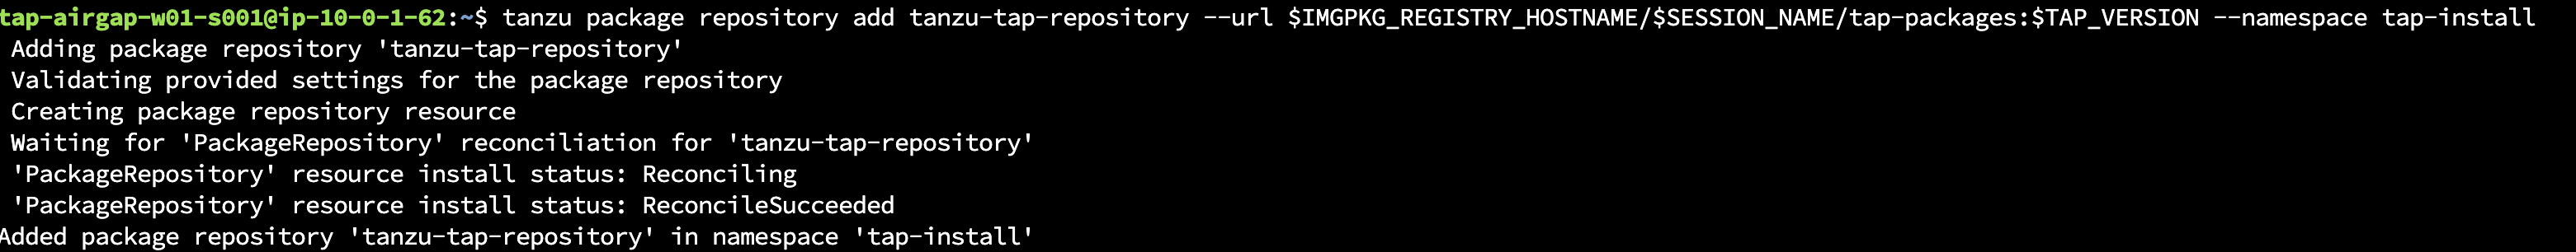 tap-airgap-w01-s001@ip-10-0-1-62:~$ tanzu package repository add tanzu-tap-repository --url $IMGPKG_REGISTRY_HOSTNAME/$SESSION_NAME/tap-packages:$TAP_VERSION --namespace tap-install
Adding package repository 'tanzu-tap-repository'
Validating provided settings for the package repository
Creating package repository resource
Waiting for 'PackageRepository' reconciliation for 'tanzu-tap-repository'
'PackageRepository' resource install status: Reconciling
'PackageRepository' resource install status: ReconcileSucceeded
Added package repository 'tanzu-tap-repository' in namespace 'tap-install'